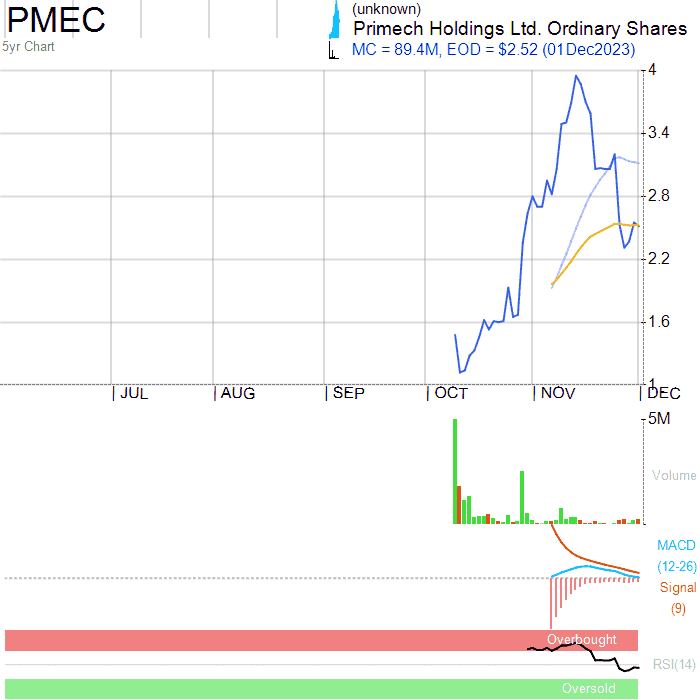 PMEC
(unknown)
Primech Holdings Ltd. Ordinary Shares
5yr Chart
MC = 89.4M, EOD = $2.52 (01Dec2023)
4
3.4
2.8
2.2
1.6
1
JUL AUG SEP OCT NOV DEC
5M
Volume
MACD
(12-26)
Signal
(9)
Overbought
RSI(14)
Oversold